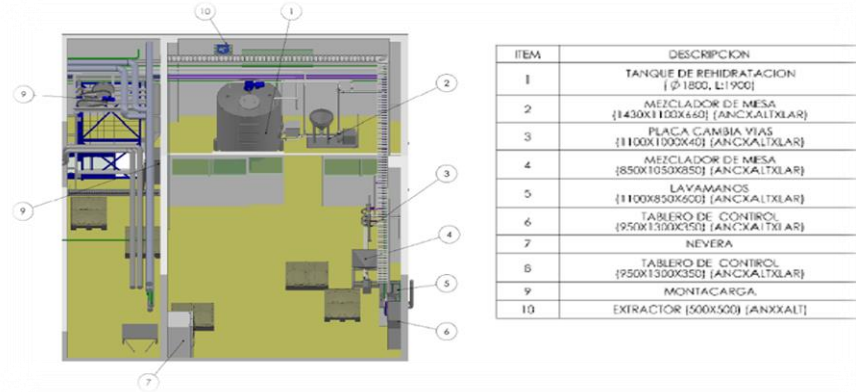 10
1
9
2
3
4
9
5
6
7
ITEM DESCRIPCION
1 TANQUE DE REHIDRATACION
( Ø1800, L:1900)
2 MEZCLADOR DE MESA
(1430X1100X660) (ANCXALTXLAR)
3 PLACA CAMBIA VIAS
(1100X1000X40) (ANCXALTXLAR)
4 MEZCLADOR DE MESA
(850X1050X850) (ANCXALTXLAR)
5 LAVAMANOS
(1100X850X600) (ANCXALTXLAR)
6 TABLERO DE CONTROL
(950X1300X350) (ANCXALTXLAR)
7 NEVERA
8 TABLERO DE CONTROL
(950X1300X350) (ANCXALTXLAR)
9 MONTACARGA
10 EXTRACTOR (500X500) (ANXXALT)